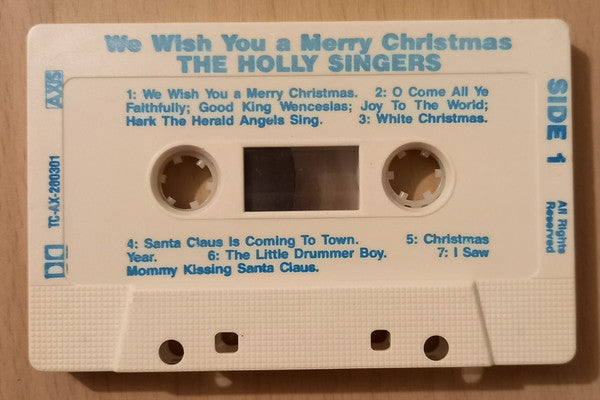 We Wish You a Merry Christmas
THE HOLLY SINGERS
1: We Wish You a Merry Christmas. 2: O Come All Ye
Faithfully; Good King Wenceslas; Joy To The World;
Hark The Herald Angels Sing. 3: White Christmas.
AXIS
TC-AX-280301
SIDE 1
All Rights
Reserved
4: Santa Claus Is Coming To Town. 5: Christmas
Year. 6: The Little Drummer Boy. 7: I Saw
Mommy Kissing Santa Claus.